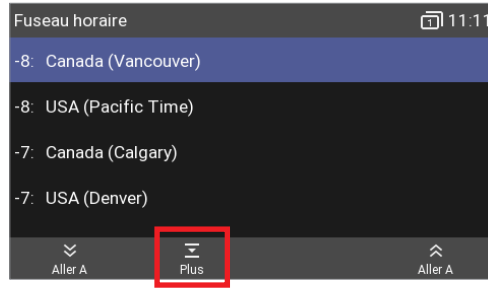 Fuseau horaire 1 11:11
-8: Canada (Vancouver)
-8: USA (Pacific Time)
-7: Canada (Calgary)
-7: USA (Denver)
Aller A Plus Aller A